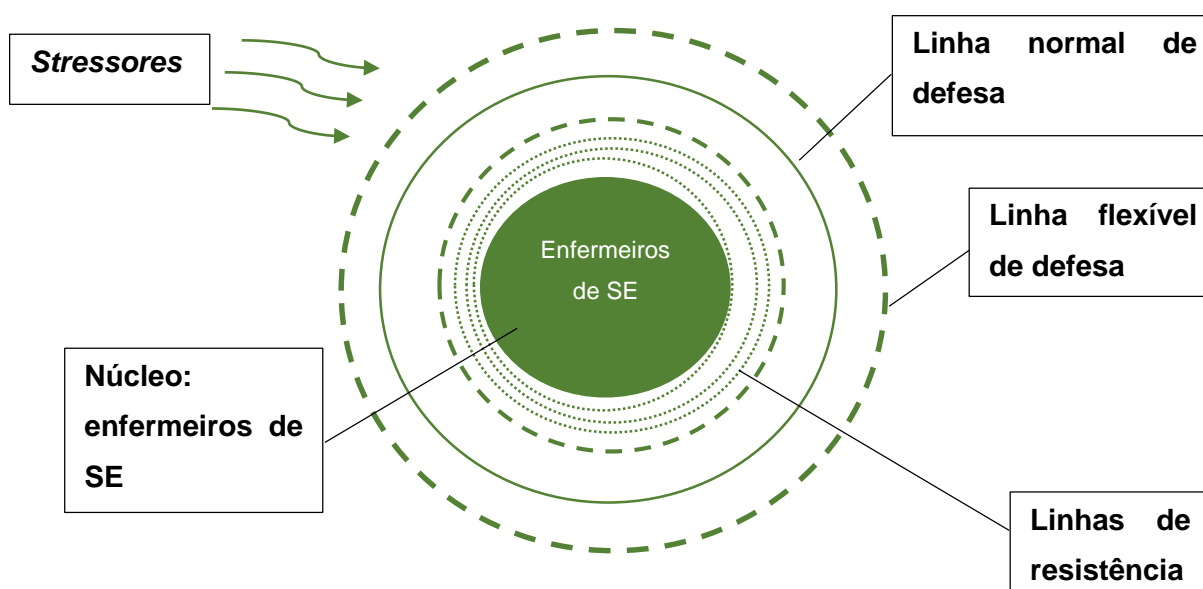 Stressores
Linha normal de
defesa
Linha flexível
de defesa
Enfermeiros
de SE
Núcleo:
enfermeiros de
SE
Linhas de
resistência